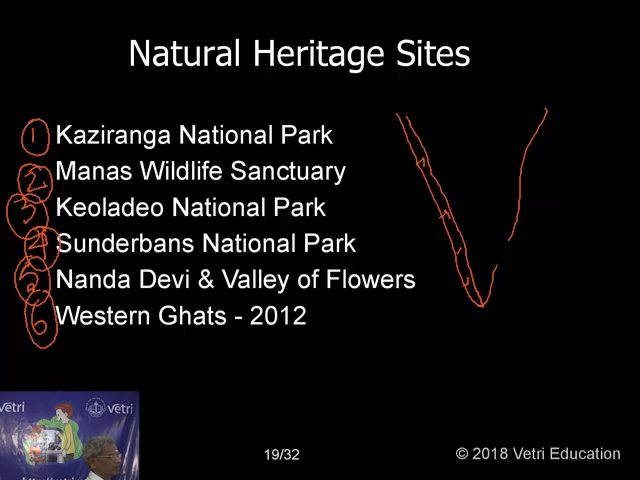 Natural Heritage Sites
1 Kaziranga National Park
2 Manas Wildlife Sanctuary
3 Keoladeo National Park
4 Sunderbans National Park
5 Nanda Devi & Valley of Flowers
6 Western Ghats - 2012
Vetri
Vetri
19/32
© 2018 Vetri Education